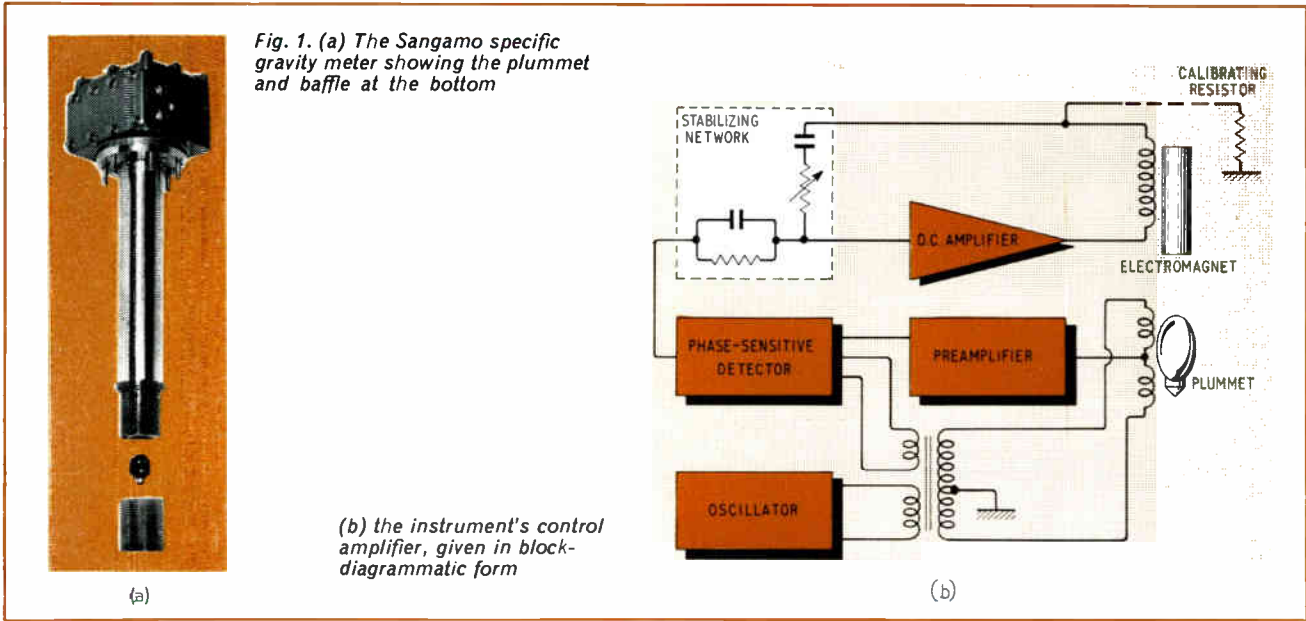 Fig. 1. (a) The Sangamo specific
gravity meter showing the plummet
and baffle at the bottom
(b) the instrument's control
amplifier, given in block-
diagrammatic form
(a)
STABILIZING
NETWORK
CALIBRATING
RESISTOR
D.C. AMPLIFIER
ELECTROMAGNET
PHASE-SENSITIVE
DETECTOR
PREAMPLIFIER
PLUMMET
OSCILLATOR
(b)